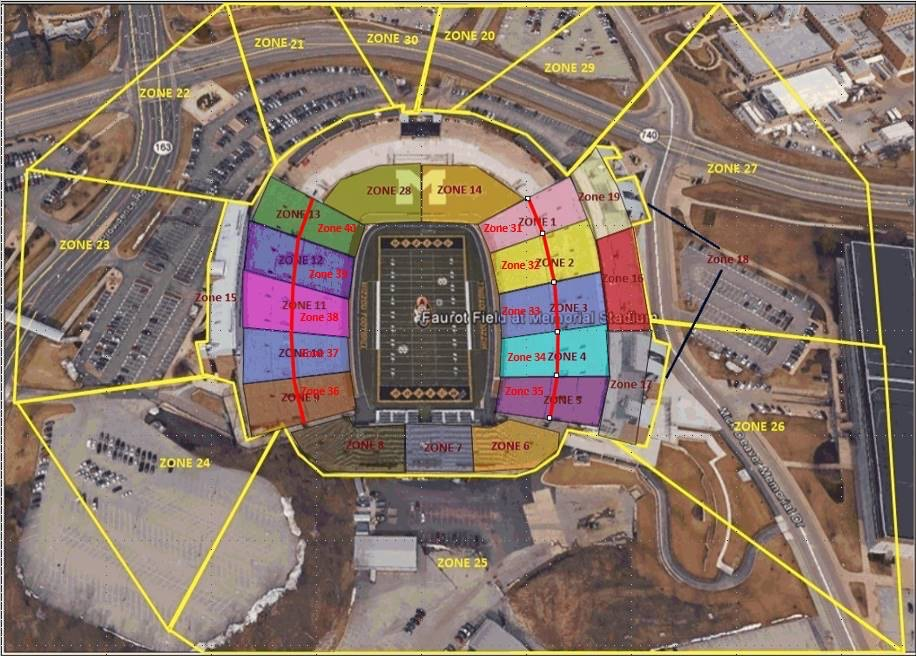 ZONE 21
ZONE 30
ZONE 20
ZONE 29
ZONE 22
163
740
ZONE 27
ZONE 28
ZONE 14
M
Zone 19
ZONE 13
Zone 40
Zone 31
ZONE 1
ZONE 23
ZONE 12
Zone 39
Zone 32
ZONE 2
Zone 18
Zone 16
Zone 15
ZONE 11
Zone 38
Zone 33
ZONE 3
Faurot Field at Memorial Stadium
Zone 37
Zone 34
ZONE 4
Zone 17
ZONE 9
Zone 36
Zone 35
ZONE 5
ZONE 26
ZONE 8
ZONE 7
ZONE 6
ZONE 24
ZONE 25